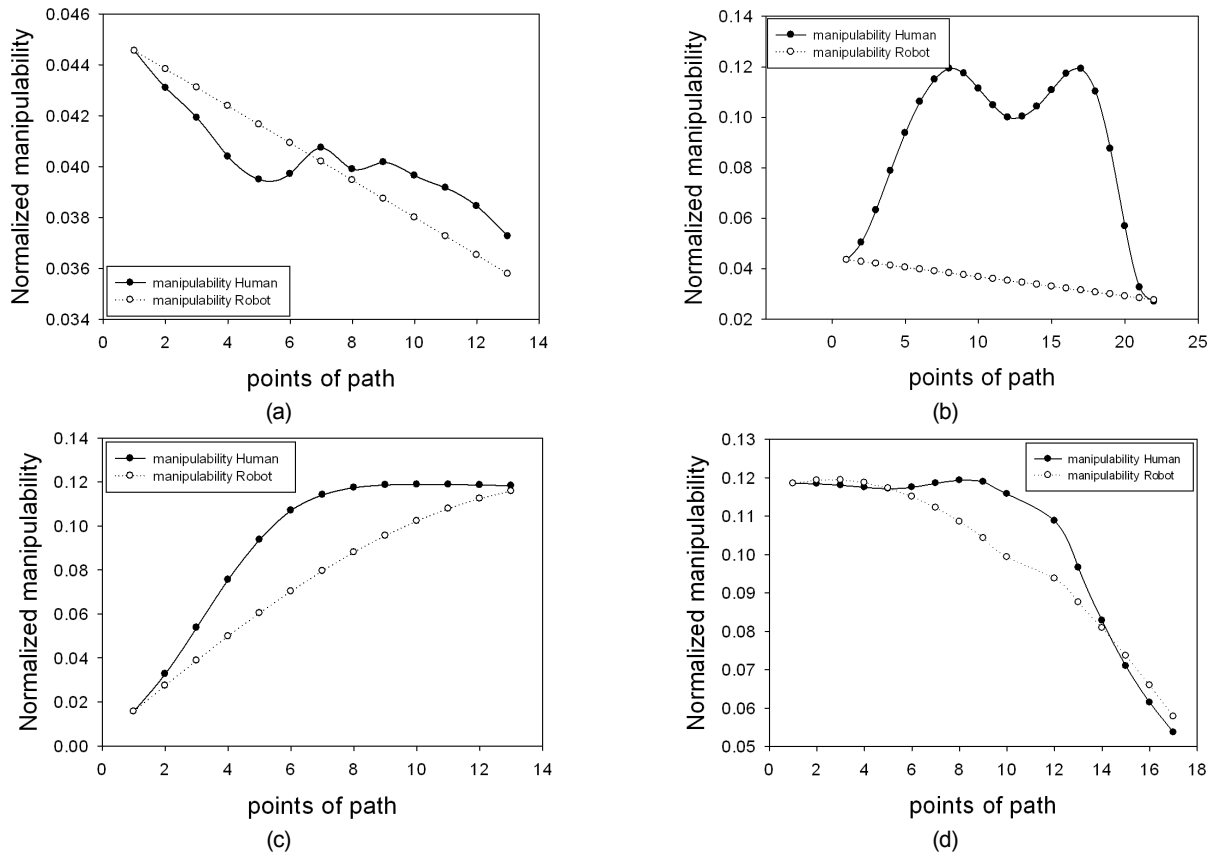 0.046
0.044
0.042
0.040
0.038
0.036
0.034
Normalized manipulability
manipulability Human
manipulability Robot
0 2 4 6 8 10 12 14
points of path
(a)
0.14
0.12
0.10
0.08
0.06
0.04
0.02
Normalized manipulability
manipulability Human
manipulability Robot
0 5 10 15 20 25
points of path
(b)
0.14
0.12
0.10
0.08
0.06
0.04
0.02
0.00
Normalized manipulability
manipulability Human
manipulability Robot
0 2 4 6 8 10 12 14
points of path
(c)
0.13
0.12
0.11
0.10
0.09
0.08
0.07
0.06
0.05
Normalized manipulability
manipulability Human
manipulability Robot
0 2 4 6 8 10 12 14 16 18
points of path
(d)